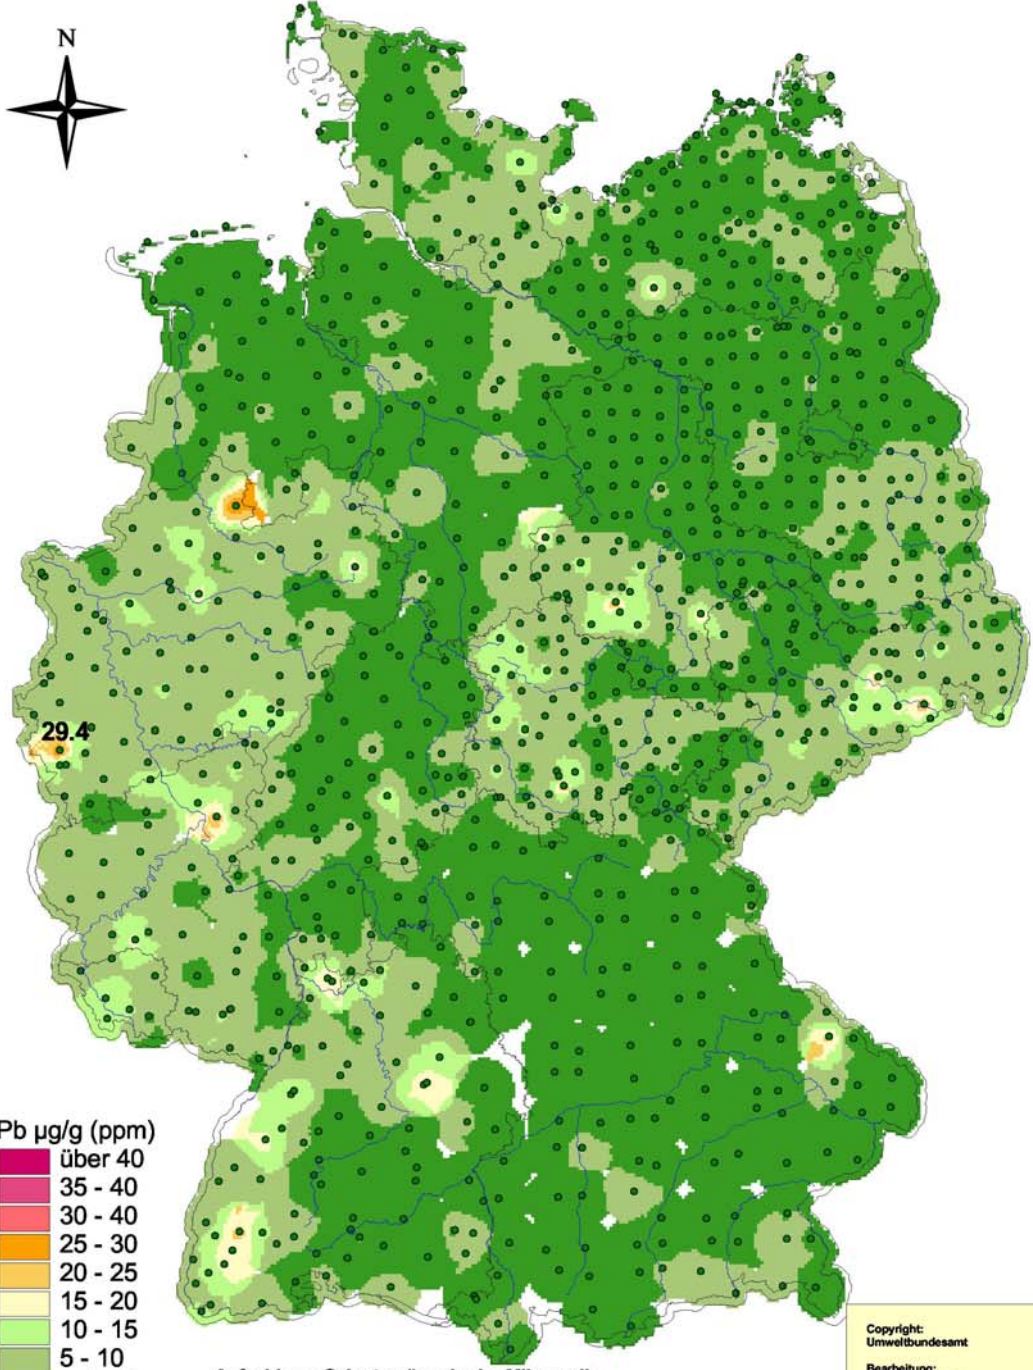 N
29.4
Pb µg/g (ppm)
über 40
35 - 40
30 - 40
25 - 30
20 - 25
15 - 20
10 - 15
5 - 10
Copyright:
Umweltbundesamt
Bearbeitung: